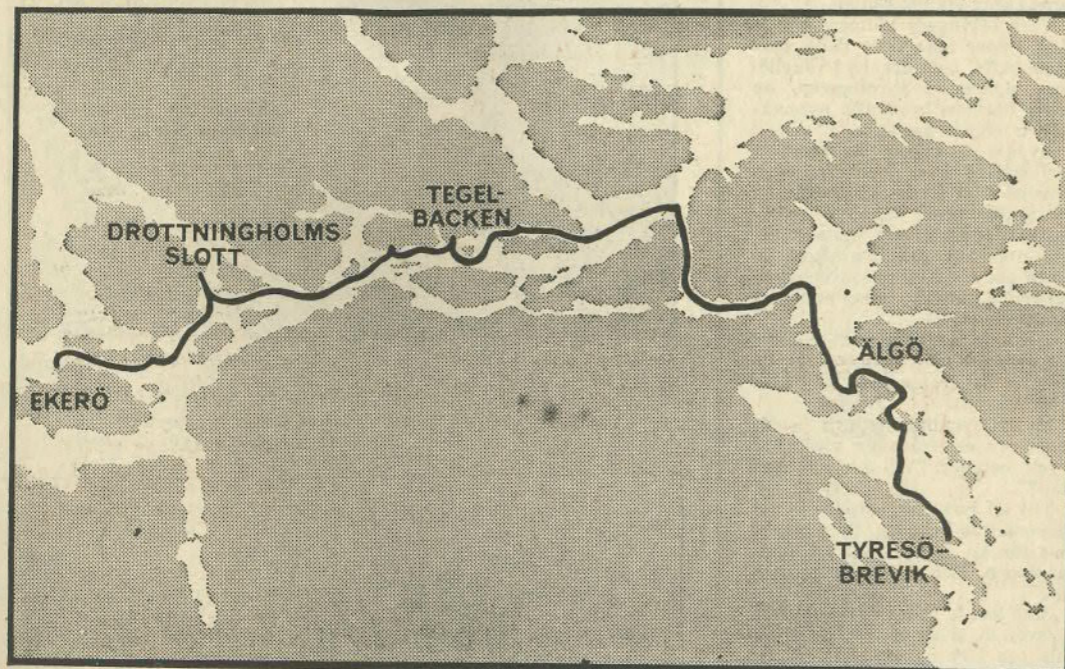 DROTTNINGHOLMS
SLOTT
TEGEL-
BACKEN
EKERÖ
ÄLGÖ
TYRESÖ-
BREVIK